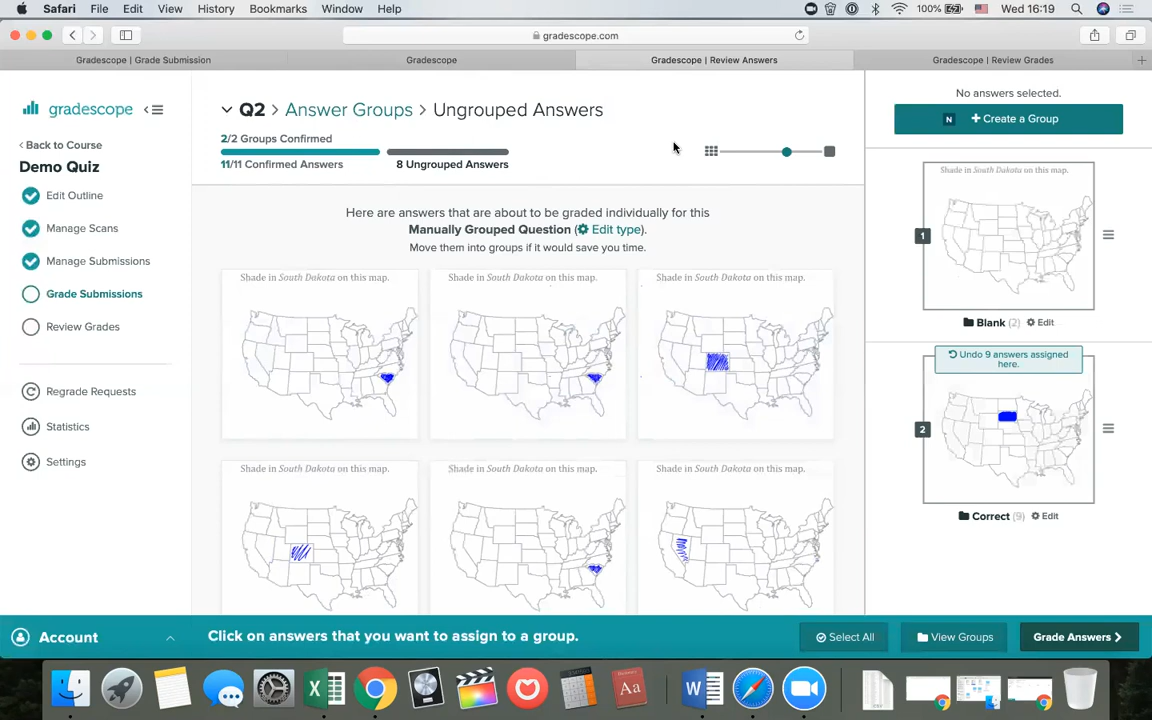 Safari File Edit View History Bookmarks Window Help 100% Wed 16:19
gradescope.com
Gradescope | Grade Submission Gradescope Gradescope | Review Answers Gradescope | Review Grades
gradescope
Back to Course
Demo Quiz
Edit Outline
Manage Scans
Manage Submissions
Grade Submissions
Review Grades
Regrade Requests
Statistics
Settings
Q2 > Answer Groups > Ungrouped Answers
2/2 Groups Confirmed
11/11 Confirmed Answers 8 Ungrouped Answers
Here are answers that are about to be graded individually for this
Manually Grouped Question ( Edit type).
Move them into groups if it would save you time.
Shade in South Dakota on this map. Shade in South Dakota on this map. Shade in South Dakota on this map.
Shade in South Dakota on this map. Shade in South Dakota on this map. Shade in South Dakota on this map.
No answers selected.
N + Create a Group
Shade in South Dakota on this map.
1
Blank (2) Edit
Undo 9 answers assigned
here.
2
Correct (9) Edit
Account
Click on answers that you want to assign to a group.
Select All View Groups Grade Answers
Aa